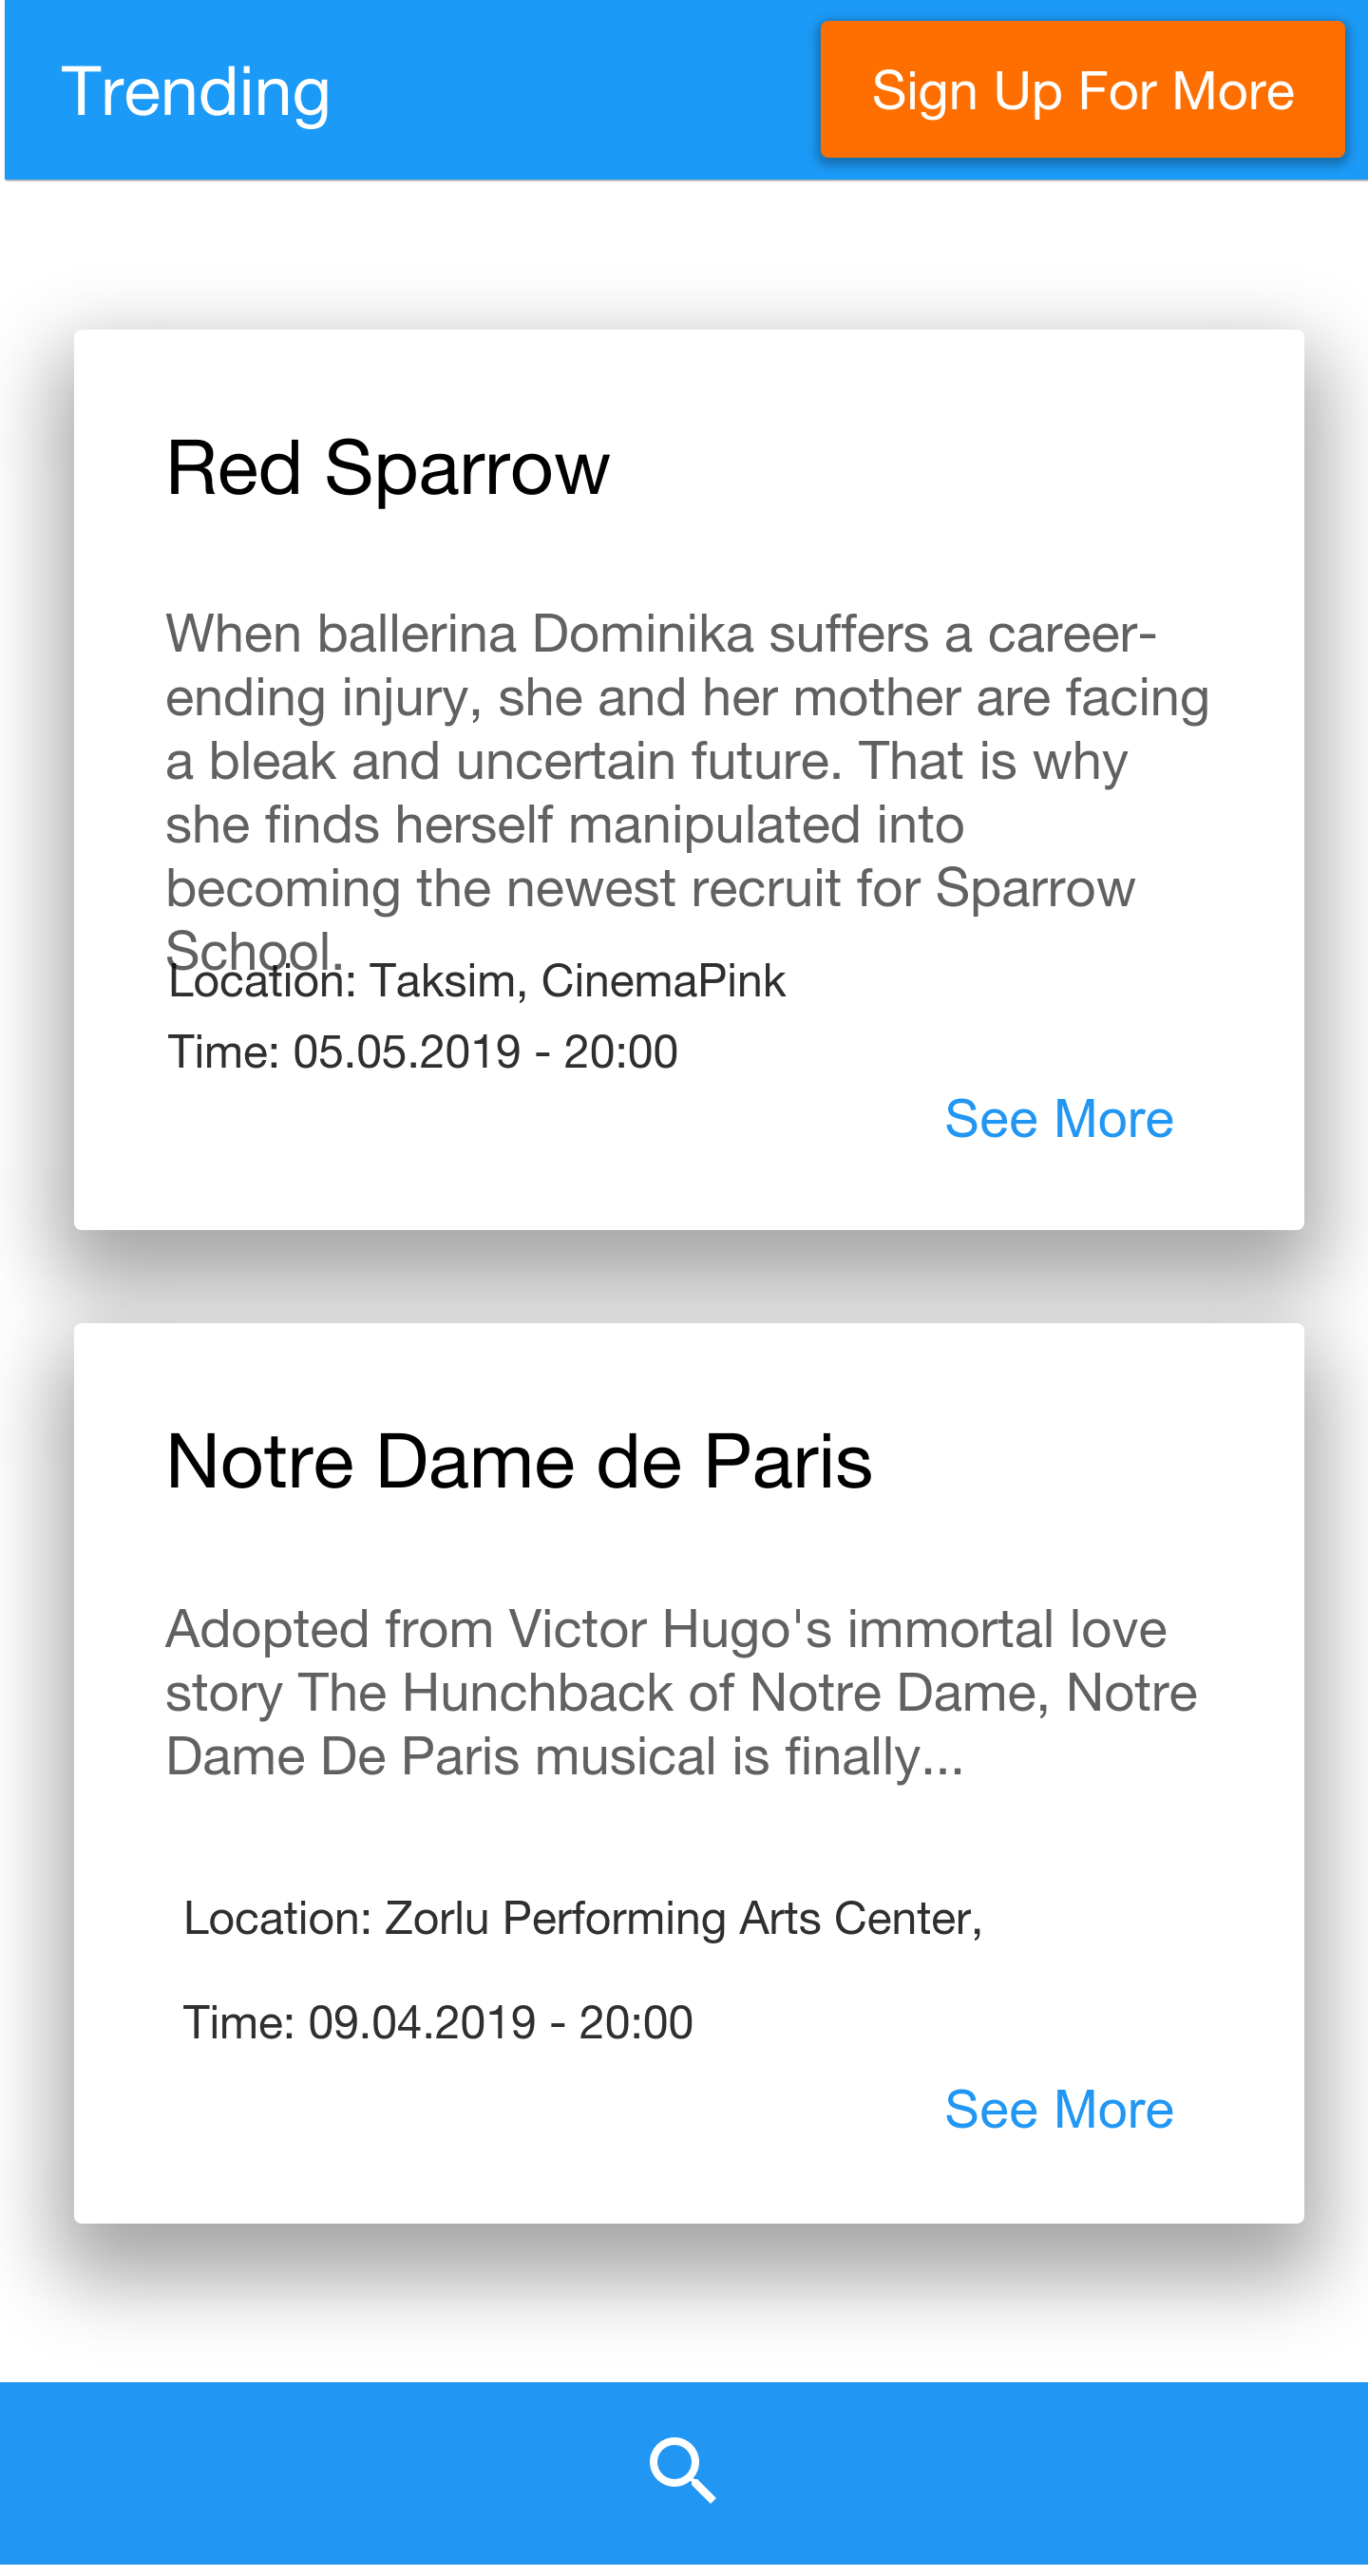 Trending
Sign Up For More
Red Sparrow
When ballerina Dominika suffers a career-
ending injury, she and her mother are facing
a bleak and uncertain future. That is why
she finds herself manipulated into
becoming the newest recruit for Sparrow
School.
Location: Taksim, CinemaPink
Time: 05.05.2019 - 20:00
See More
Notre Dame de Paris
Adopted from Victor Hugo's immortal love
story The Hunchback of Notre Dame, Notre
Dame De Paris musical is finally...
Location: Zorlu Performing Arts Center,
Time: 09.04.2019 - 20:00
See More